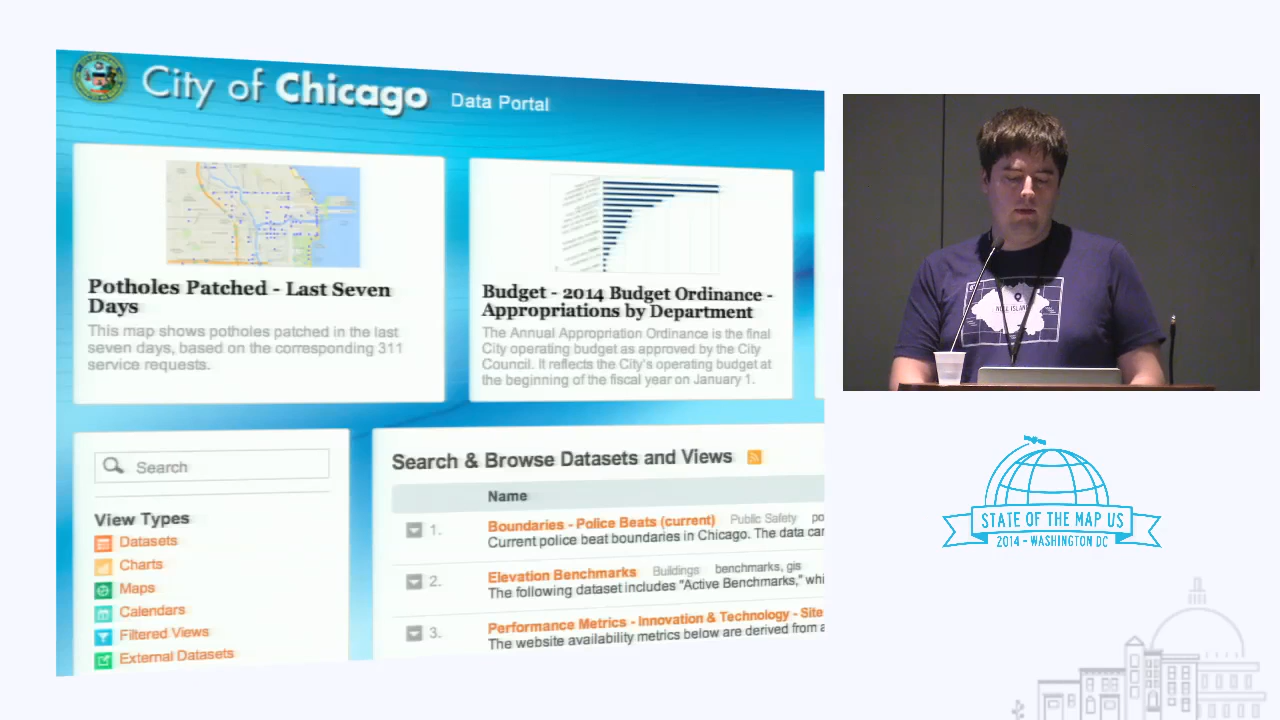 City of Chicago Data Portal
Potholes Patched - Last Seven
Days
This map shows potholes patched in the last
seven days, based on the corresponding 311
service requests.
Budget - 2014 Budget Ordinance -
Appropriations by Department
The Annual Appropriation Ordinance is the final
City operating budget as approved by the City
Council. It reflects the City's operating budget at
the beginning of the fiscal year on January 1.
Search
View Types
Datasets
Charts
Maps
Calendars
Filtered Views
External Datasets
Search & Browse Datasets and Views
Name
1. Boundaries - Police Beats (current) Public Safety po
Current police beat boundaries in Chicago. The data car
2. Elevation Benchmarks Buildings benchmarks, gis
The following dataset includes "Active Benchmarks," whi
3. Performance Metrics - Innovation & Technology - Site
The website availability metrics below are derived from a
STATE OF THE MAP US
2014 - WASHINGTON DC